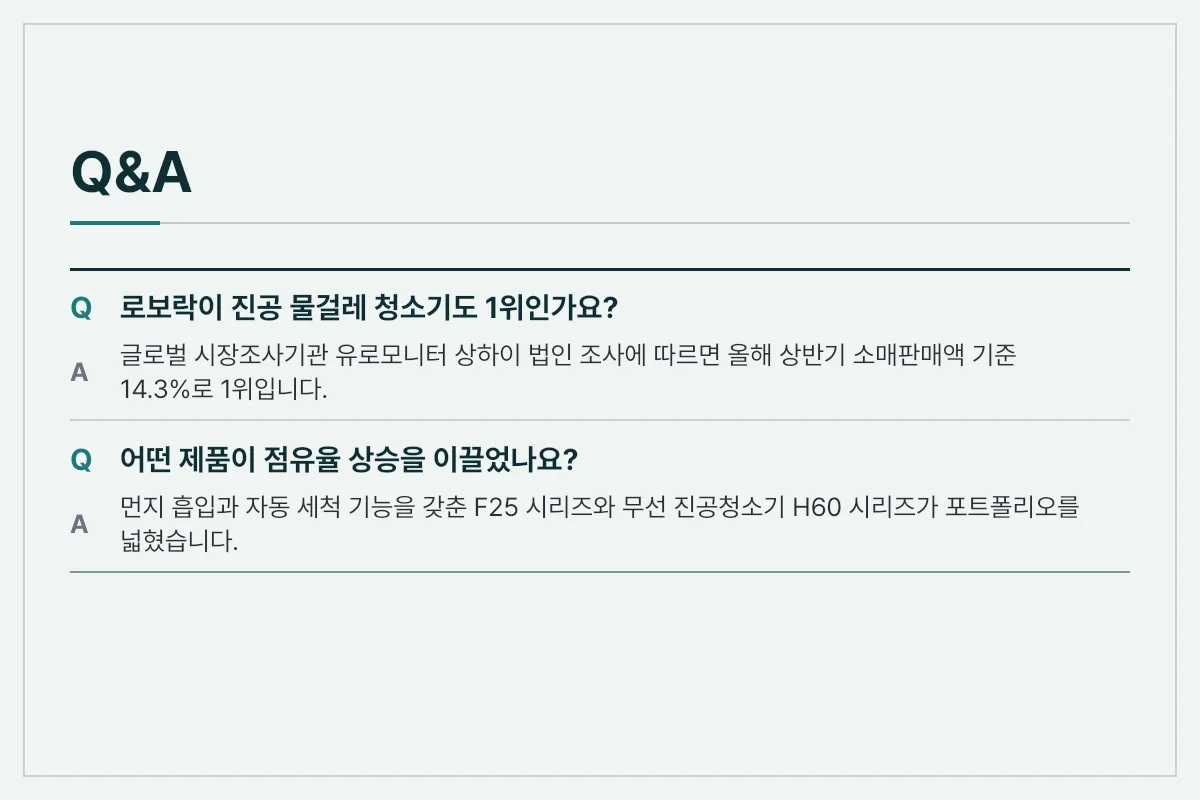 Q&A
Q 로보락이 진공 물걸레 청소기도 1위인가요?
A 글로벌 시장조사기관 유로모니터 상하이 법인 조사에 따르면 올해 상반기 소매판매액 기준
14.3%로 1위입니다.
Q 어떤 제품이 점유율 상승을 이끌었나요?
A 먼지 흡입과 자동 세척 기능을 갖춘 F25 시리즈와 무선 진공청소기 H60 시리즈가 포트폴리오를
넓혔습니다.